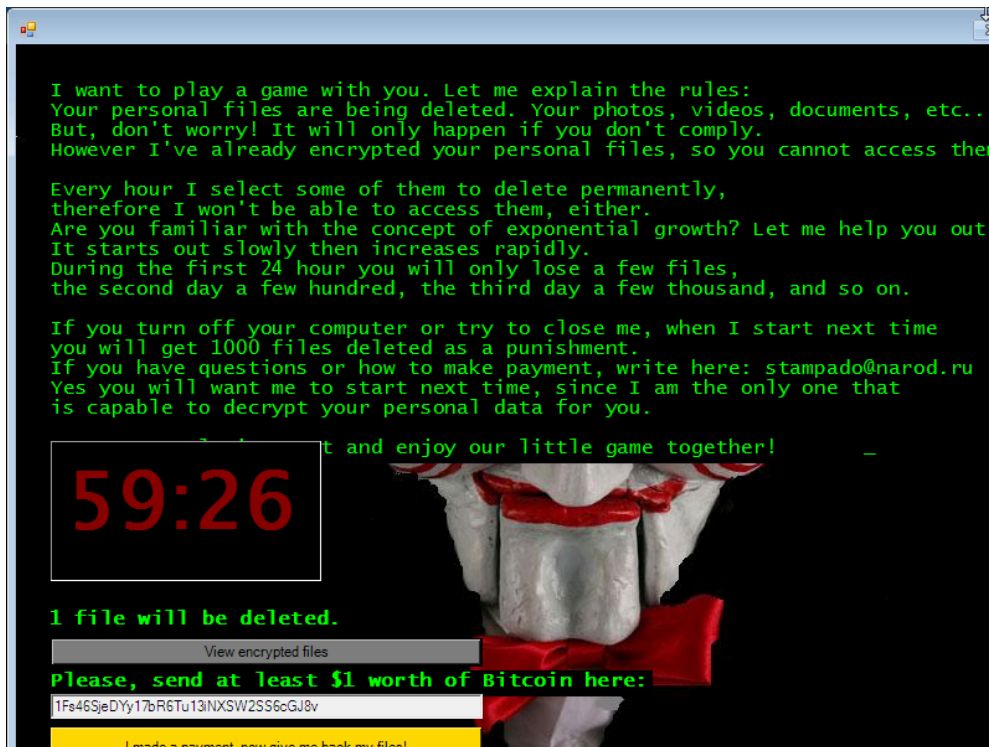 I want to play a game with you. Let me explain the rules:
Your personal files are being deleted. Your photos, videos, documents, etc..
But, don't worry! It will only happen if you don't comply.
However I've already encrypted your personal files, so you cannot access
Every hour I select some of them to delete permanently,
therefore I won't be able to access them, either.
Are you familiar with the concept of exponential growth? Let me help you out
It starts out slowly then increases rapidly.
During the first 24 hour you will only lose a few files,
the second day a few hundred, the third day a few thousand, and so on.
If you turn off your computer or try to close me, when I start next time
you will get 1000 files deleted as a punishment.
If you have questions or how to make payment, write here: stampado@narod.ru
Yes you will want me to start next time, since I am the only one that
is capable to decrypt your personal data for you.
and enjoy our little game together! _
59:26
1 file will be deleted.
View encrypted files
Please, send at least $1 worth of Bitcoin here:
1Fs46SjeDYy17bR6Tu13iNXSW2SS6cGJ8v
I made a payment, now give me back my files!